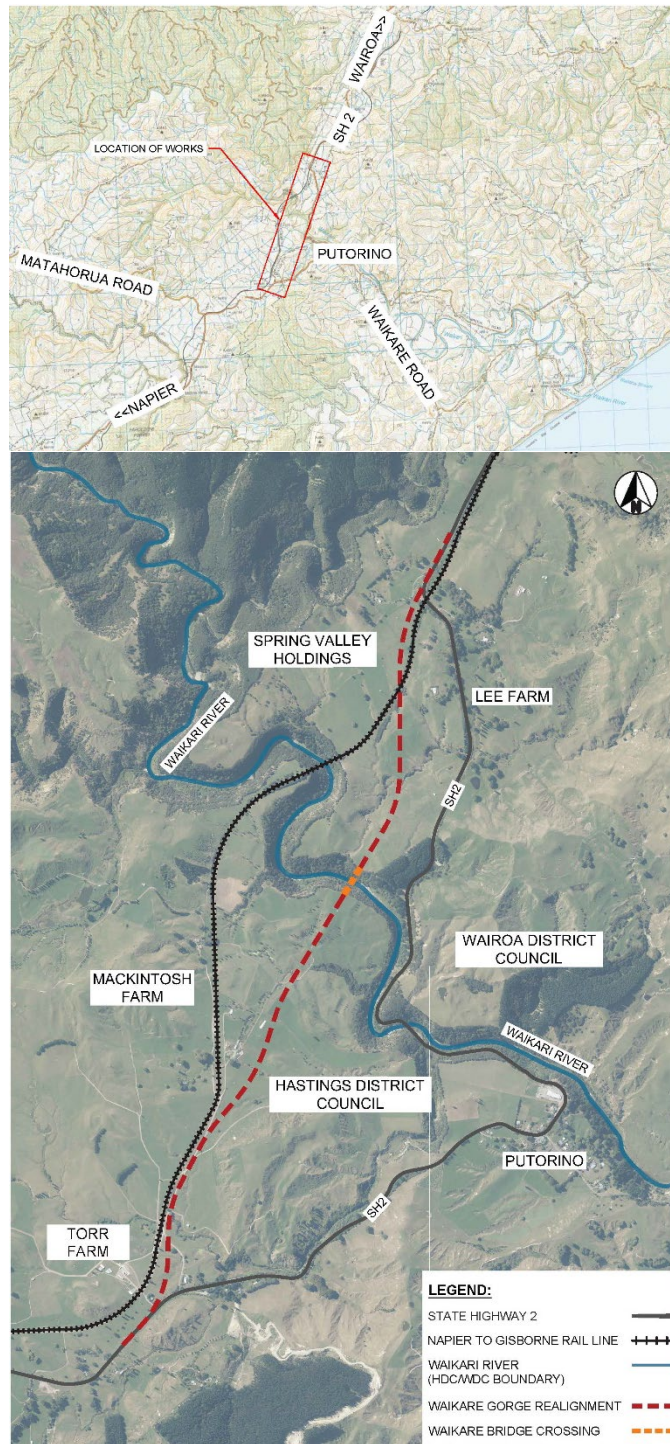 WAIROA>>
SH 2
LOCATION OF WORKS
PUTORINO
MATAHORUA ROAD
WAIKARE ROAD
<<NAPIER
N
SPRING VALLEY
HOLDINGS
LEE FARM
WAIKARI RIVER
SH2
WAIROA DISTRICT
COUNCIL
MACKINTOSH
FARM
WAIKARI RIVER
HASTINGS DISTRICT
COUNCIL
PUTORINO
SH2
TORR
FARM
LEGEND:
STATE HIGHWAY 2
NAPIER TO GISBORNE RAIL LINE
WAIKARI RIVER
(HDC/WDC BOUNDARY)
WAIKARE GORGE REALIGNMENT
WAIKARE BRIDGE CROSSING